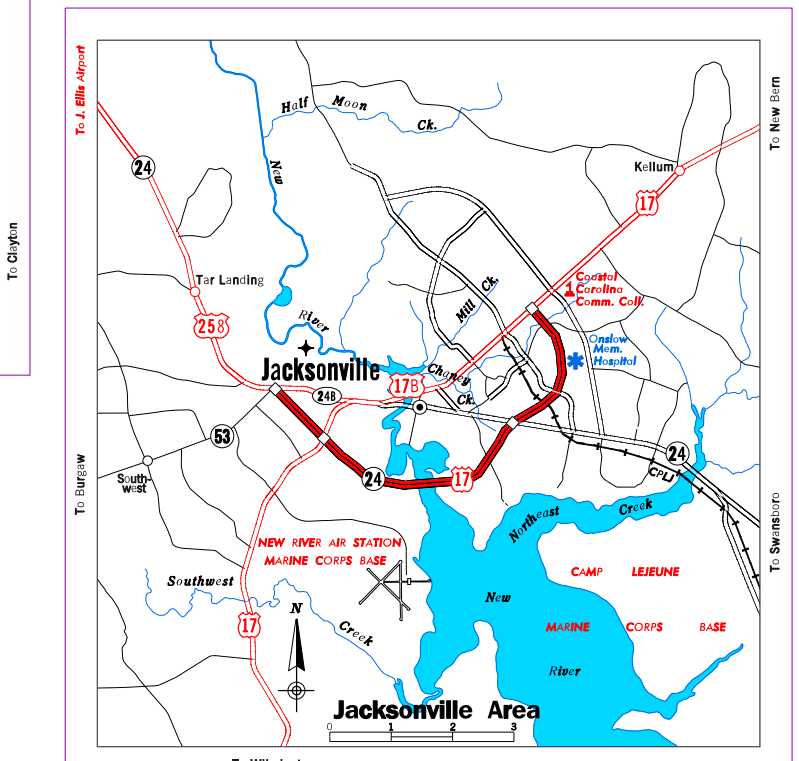 To J. Ellis Airport
To New Bern
To Clayton
Half Moon Ck.
24
New
Kellum
17
Tar Landing
Mill Ck.
Coastal
1 Carolina
Comm. Coll.
258
River
Onslow
Mem.
Hospital
Jacksonville
17B
Chaney
Ck.
24B
53
24
South-
west
24
17
CPLJ
To Burgaw
To Swansboro
Northeast Creek
NEW RIVER AIR STATION
MARINE CORPS BASE
CAMP LEJEUNE
Southwest
New
N
17
Creek
MARINE CORPS BASE
River
Jacksonville Area
0 1 2 3